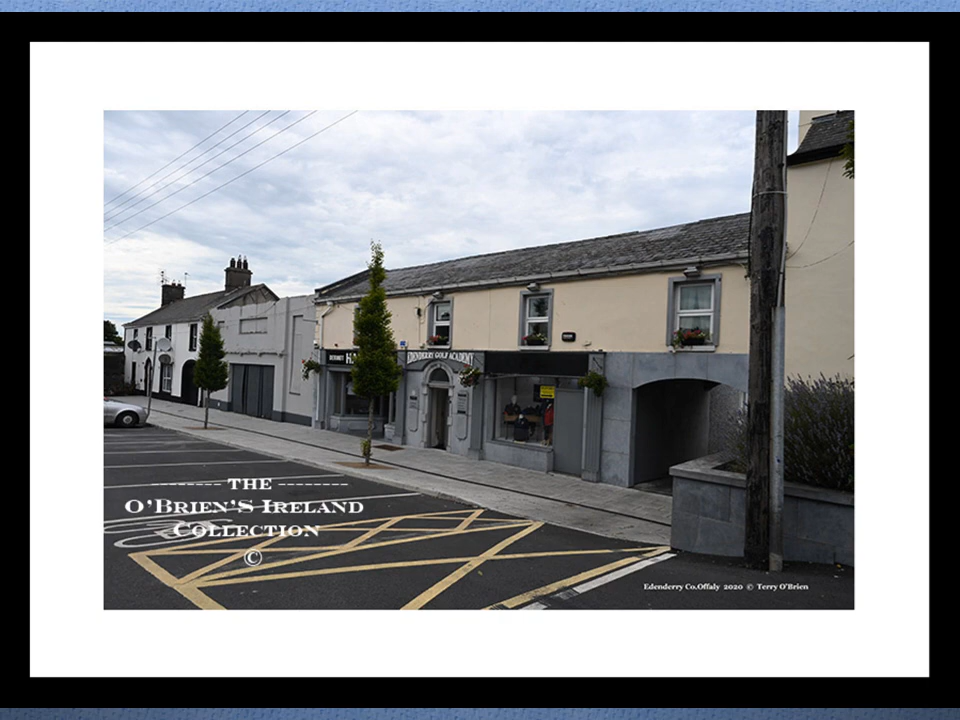 EDENDERRY GOLF ACADEMY
-------- THE --------
O'BRIEN'S IRELAND
COLLECTION
©
Edenderry Co.Offaly 2020 © Terry O'Brien